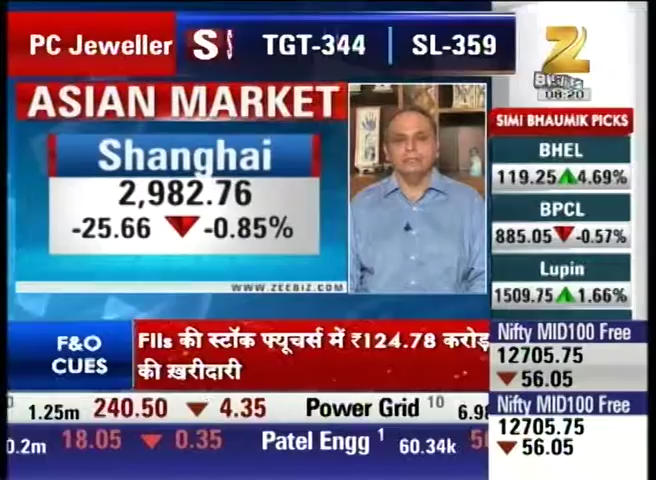 PC Jeweller S TGT-344 SL-359
08:20
ASIAN MARKET
Shanghai
2,982.76
-25.66 -0.85%
WWW.ZEEBIZ.COM
SIMI BHAUMIK PICKS
BHEL
119.25 4.69%
BPCL
885.05 -0.57%
Lupin
1509.75 1.66%
F&O CUES
FIIs की स्टॉक फ्यूचर्स में ₹124.78 करोड़
की ख़रीदारी
Nifty MID100 Free
12705.75
56.05
Nifty MID100 Free
12705.75
56.05
1.25m 240.50 4.35 Power Grid 10 6.98
0.2m 18.05 0.35 Patel Engg 1 60.34k